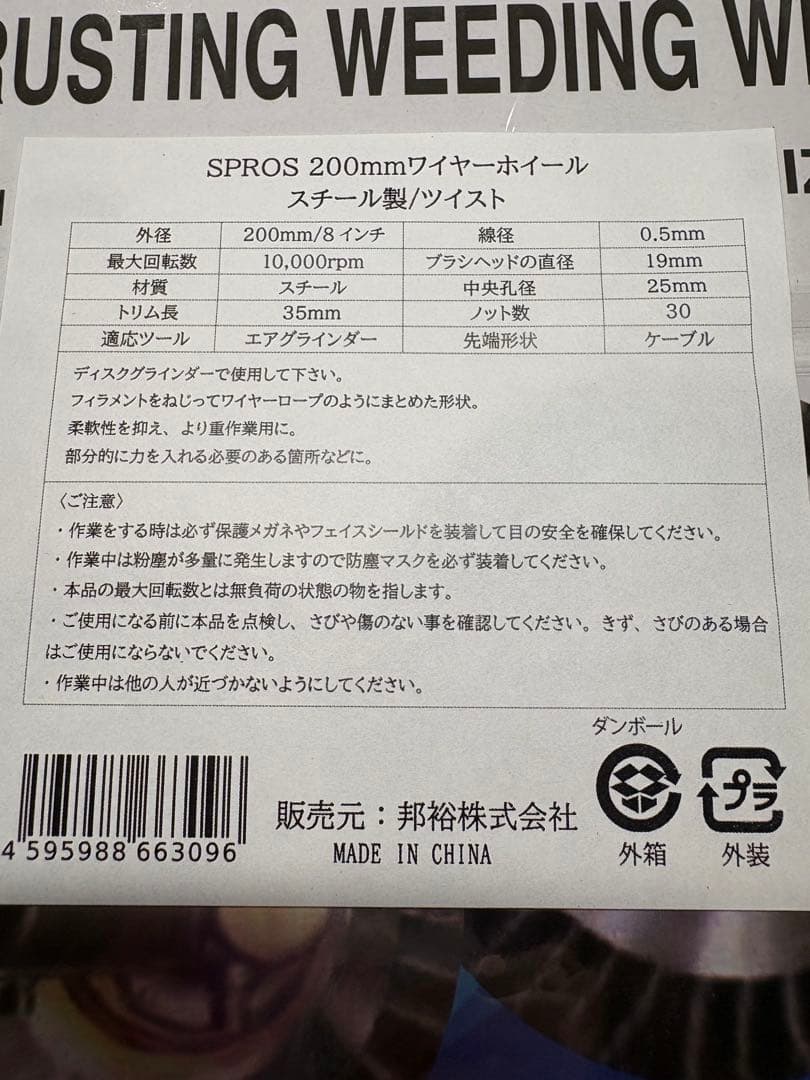 RUSTING WEEDING W
IZ
SPROS 200mmワイヤーホイール
スチール製/ツイスト
外径 200mm/8インチ 線径 0.5mm
最大回転数 10,000rpm ブラシヘッドの直径 19mm
材質 スチール 中央孔径 25mm
トリム長 35mm ノット数 30
適応ツール エアグラインダー 先端形状 ケーブル
ディスクグラインダーで使用して下さい。
フィラメントをねじってワイヤーロープのようにまとめた形状。
柔軟性を抑え、より重作業用に。
部分的に力を入れる必要のある箇所などに。
〈ご注意〉
・作業をする時は必ず保護メガネやフェイスシールドを装着して目の安全を確保してください。
・作業中は粉塵が多量に発生しますので防塵マスクを必ず装着してください。
・本品の最大回転数とは無負荷の状態の物を指します。
・ご使用になる前に本品を点検し、さびや傷のない事を確認してください。きず、さびのある場合
はご使用にならないでください。
・作業中は他の人が近づかないようにしてください。
ダンボール
プラ
4 595988 663096
販売元：邦裕株式会社
MADE IN CHINA
外箱 外装